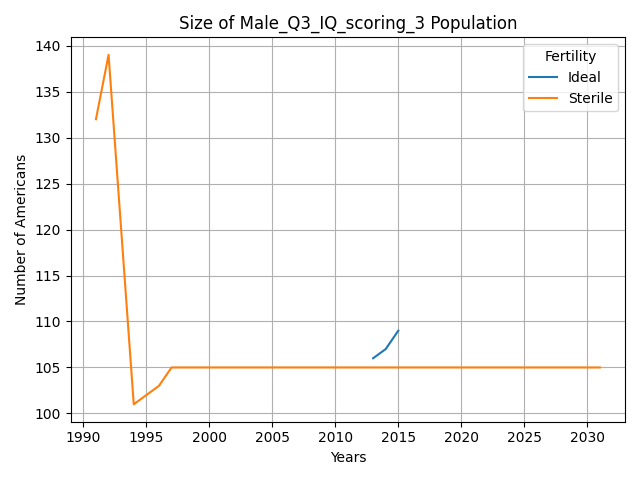 Size of Male_Q3_IQ_scoring_3 Population
Number of Americans
140
135
130
125
120
115
110
105
100
Fertility
Ideal
Sterile
1990 1995 2000 2005 2010 2015 2020 2025 2030
Years